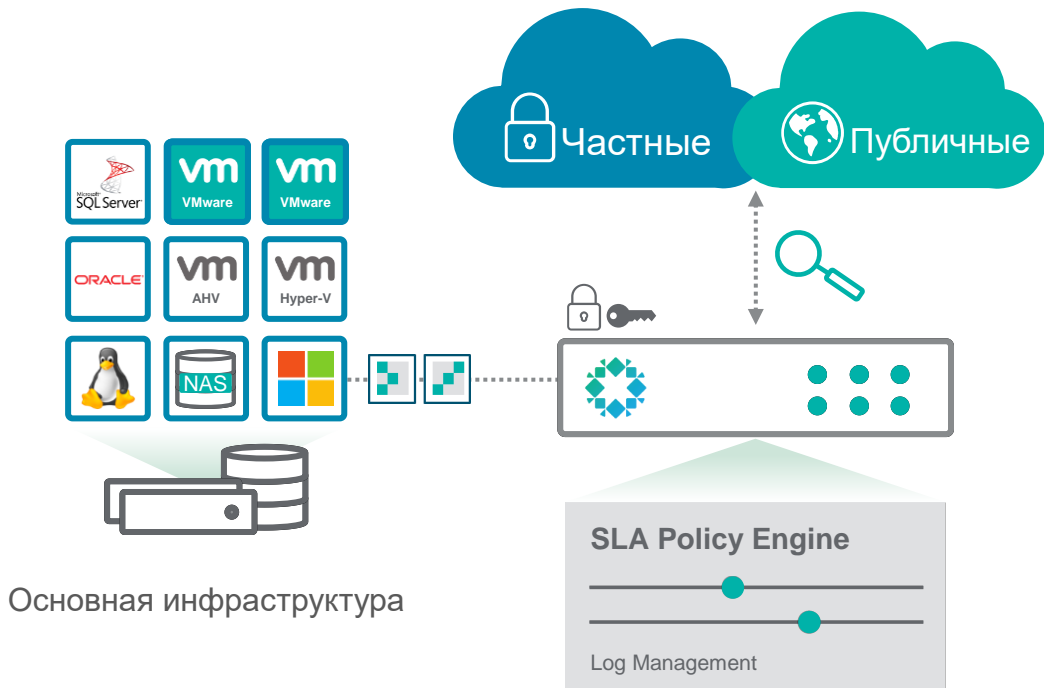 Частные
Публичные
Microsoft
SQL Server
vm
VMware
vm
VMware
ORACLE
vm
AHV
vm
Hyper-V
NAS
SLA Policy Engine
Основная инфраструктура
Log Management